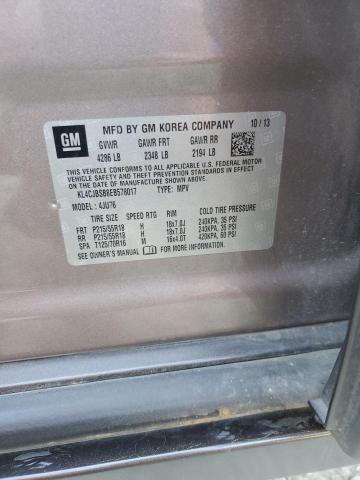 GM
MFD BY GM KOREA COMPANY 10/13
GVWR GAWR FRT GAWR RR
4286 LB 2348 LB 2194 LB
THIS VEHICLE CONFORMS TO ALL APPLICABLE U.S. FEDERAL MOTOR
VEHICLE SAFETY, BUMPER, AND THEFT PREVENTION STANDARDS
IN EFFECT ON THE DATE OF MANUFACTURE SHOWN ABOVE.
KL4CJBSB8EB576017 TYPE: MPV
MODEL: 4JU76
TIRE SIZE SPEED RTG RIM COLD TIRE PRESSURE
FRT P215/55R18 H 18x7.0J 240KPA, 35 PSI
RR P215/55R18 H 18x7.0J 240KPA, 35 PSI
SPA T125/70R16 M 16x4.0T 420KPA, 60 PSI
SEE OWNER'S MANUAL FOR ADDITIONAL INFORMATION.